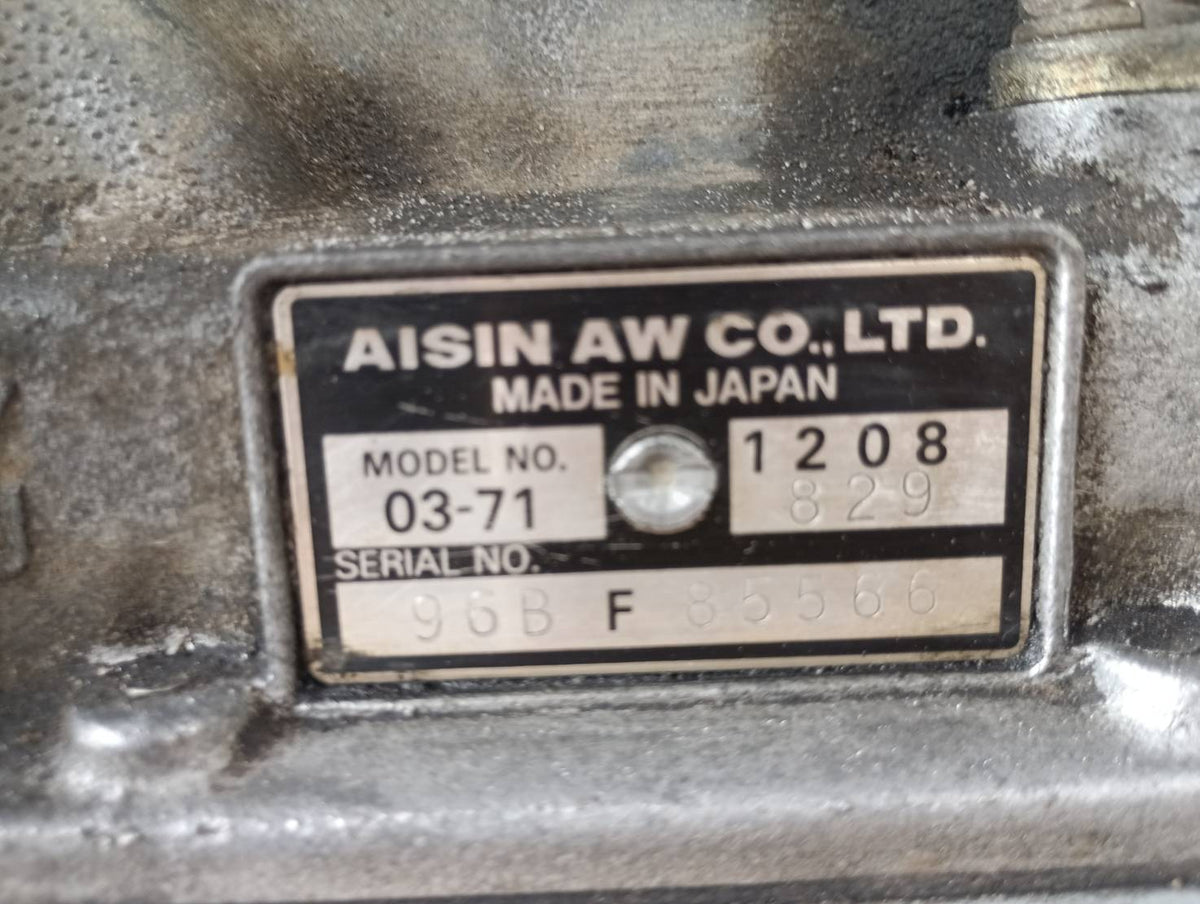 AISIN AW CO., LTD.
MADE IN JAPAN
MODEL NO.
03-71
1208
829
SERIAL NO.
96B F 85566